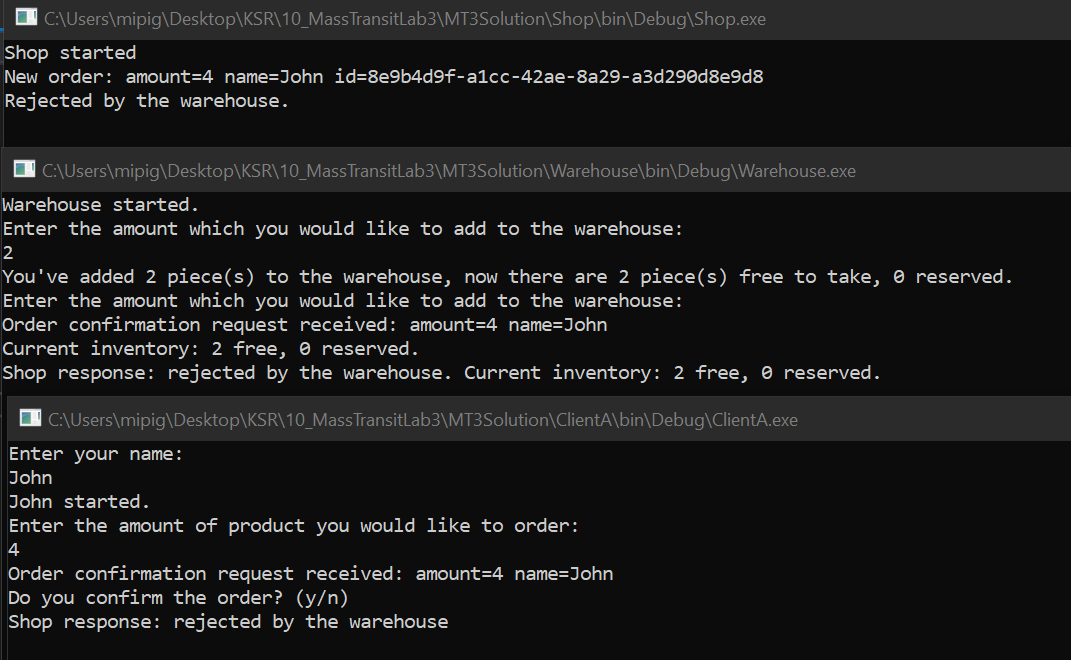 C:\Users\mipig\Desktop\KSR\10_MassTransitLab3\MT3Solution\Shop\bin\Debug\Shop.exe
Shop started
New order: amount=4 name=John id=8e9b4d9f-a1cc-42ae-8a29-a3d290d8e9d8
Rejected by the warehouse.
C:\Users\mipig\Desktop\KSR\10_MassTransitLab3\MT3Solution\Warehouse\bin\Debug\Warehouse.exe
Warehouse started.
Enter the amount which you would like to add to the warehouse:
2
You've added 2 piece(s) to the warehouse, now there are 2 piece(s) free to take, 0 reserved.
Enter the amount which you would like to add to the warehouse:
Order confirmation request received: amount=4 name=John
Current inventory: 2 free, 0 reserved.
Shop response: rejected by the warehouse. Current inventory: 2 free, 0 reserved.
C:\Users\mipig\Desktop\KSR\10_MassTransitLab3\MT3Solution\ClientA\bin\Debug\ClientA.exe
Enter your name:
John
John started.
Enter the amount of product you would like to order:
4
Order confirmation request received: amount=4 name=John
Do you confirm the order? (y/n)
Shop response: rejected by the warehouse